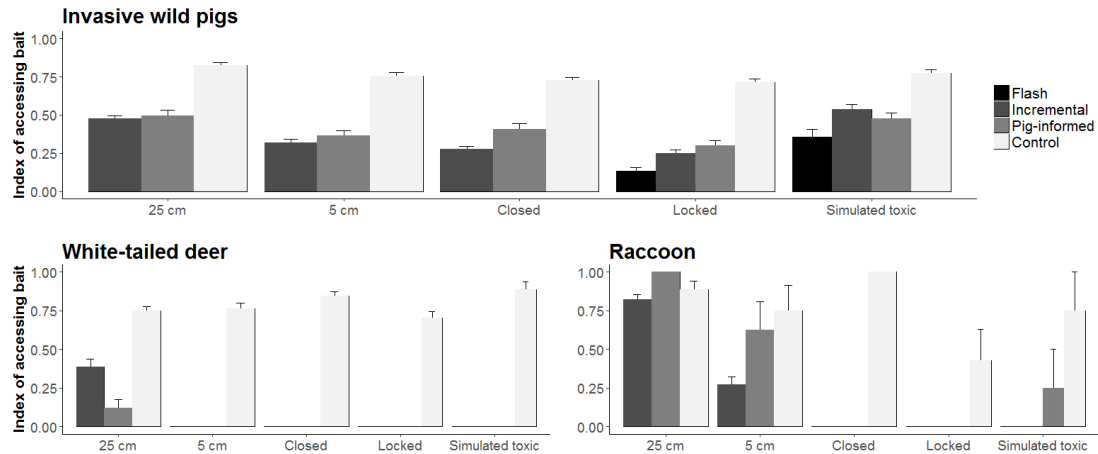 Invasive wild pigs
Index of accessing bait
1.00
0.75
0.50
0.25
0.00
25 cm
5 cm
Closed
Locked
Simulated toxic
Flash
Incremental
Pig-informed
Control
White-tailed deer
Index of accessing bait
1.00
0.75
0.50
0.25
0.00
25 cm
5 cm
Closed
Locked
Simulated toxic
Raccoon
1.00
0.75
0.50
0.25
0.00
25 cm
5 cm
Closed
Locked
Simulated toxic